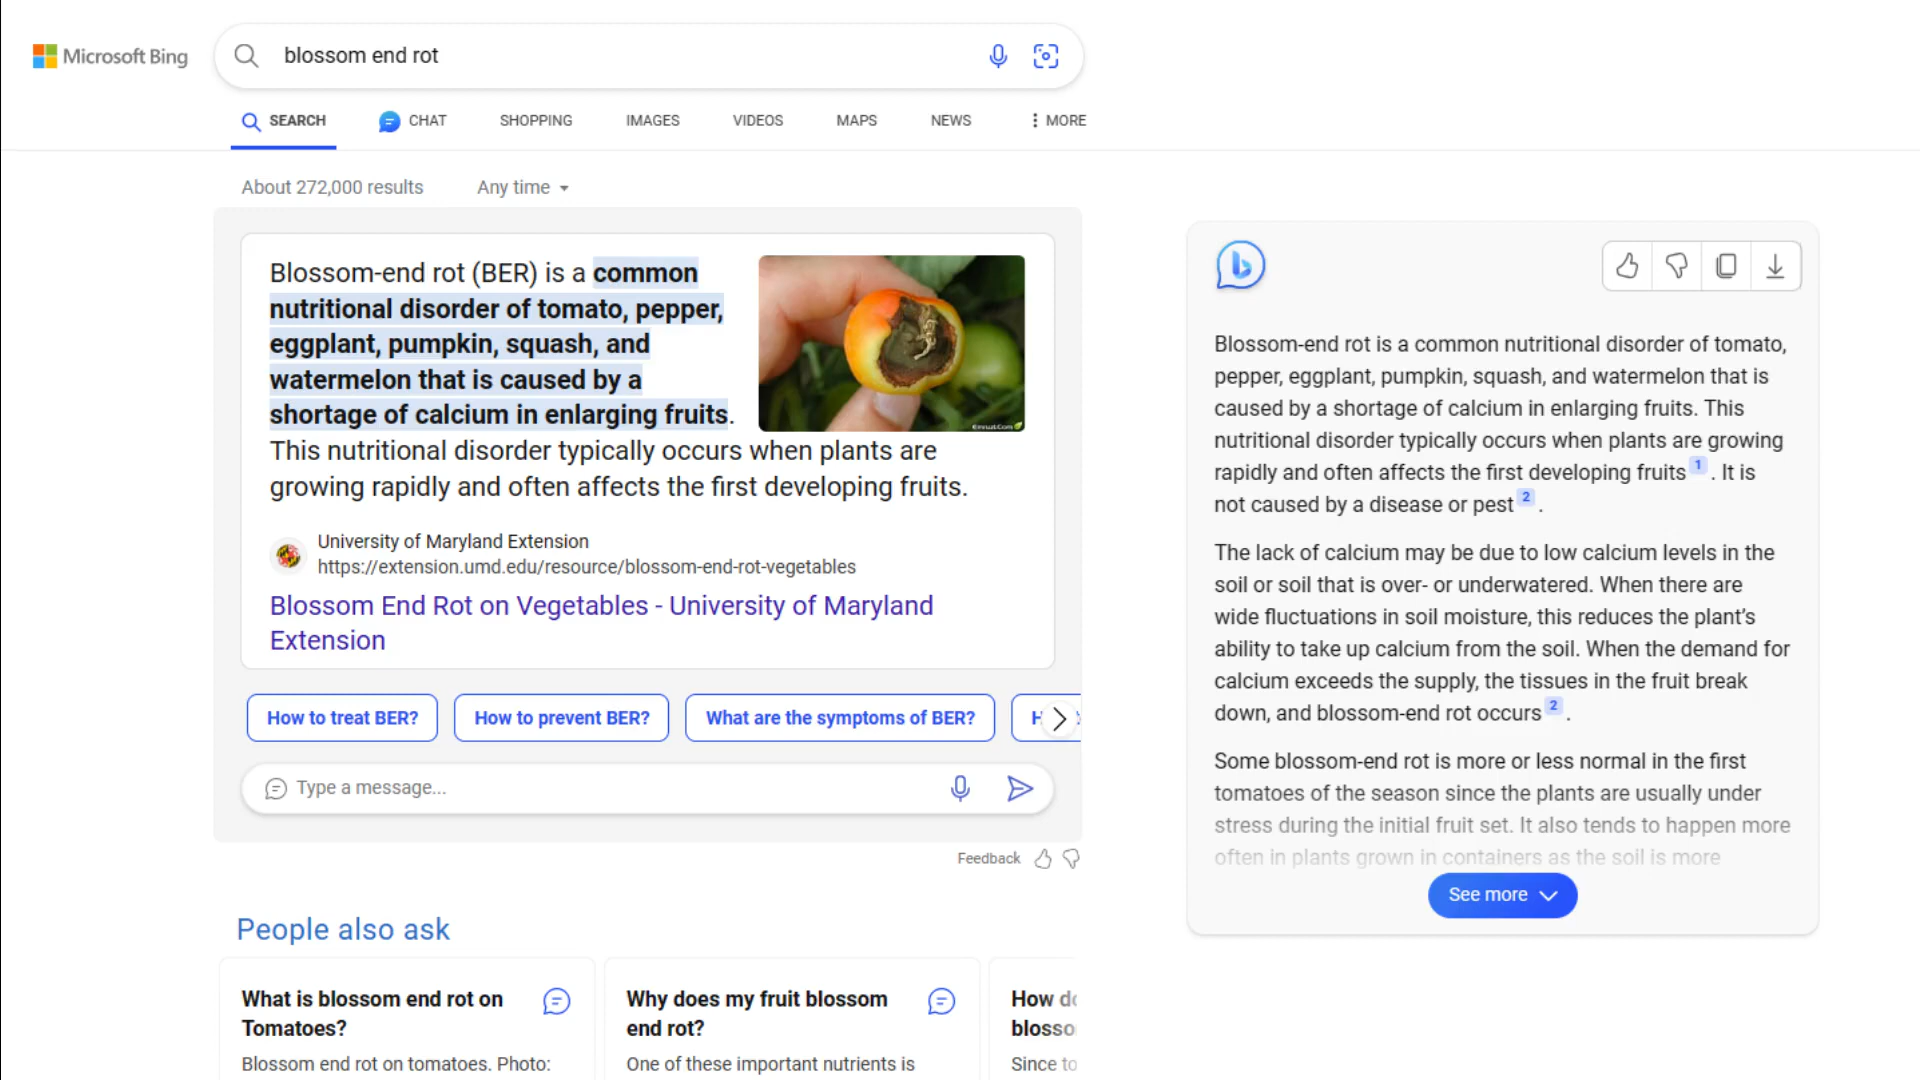 Microsoft Bing
blossom end rot
SEARCH
CHAT
SHOPPING
IMAGES
VIDEOS
MAPS
NEWS
MORE
About 272,000 results
Any time
Blossom-end rot (BER) is a common
nutritional disorder of tomato, pepper,
eggplant, pumpkin, squash, and
watermelon that is caused by a
shortage of calcium in enlarging fruits.
This nutritional disorder typically occurs when plants are
growing rapidly and often affects the first developing fruits.
University of Maryland Extension
https://extension.umd.edu/resource/blossom-end-rot-vegetables
Blossom End Rot on Vegetables - University of Maryland
Extension
How to treat BER?
How to prevent BER?
What are the symptoms of BER?
Type a message...
Feedback
People also ask
What is blossom end rot on
Tomatoes?
Blossom end rot on tomatoes. Photo:
Why does my fruit blossom
end rot?
One of these important nutrients is
How do
blosso
Since to
Blossom-end rot is a common nutritional disorder of tomato,
pepper, eggplant, pumpkin, squash, and watermelon that is
caused by a shortage of calcium in enlarging fruits. This
nutritional disorder typically occurs when plants are growing
rapidly and often affects the first developing fruits 1 . It is
not caused by a disease or pest 2 .
The lack of calcium may be due to low calcium levels in the
soil or soil that is over- or underwatered. When there are
wide fluctuations in soil moisture, this reduces the plant’s
ability to take up calcium from the soil. When the demand for
calcium exceeds the supply, the tissues in the fruit break
down, and blossom-end rot occurs 2 .
Some blossom-end rot is more or less normal in the first
tomatoes of the season since the plants are usually under
stress during the initial fruit set. It also tends to happen more
often in plants grown in containers as the soil is more
See more